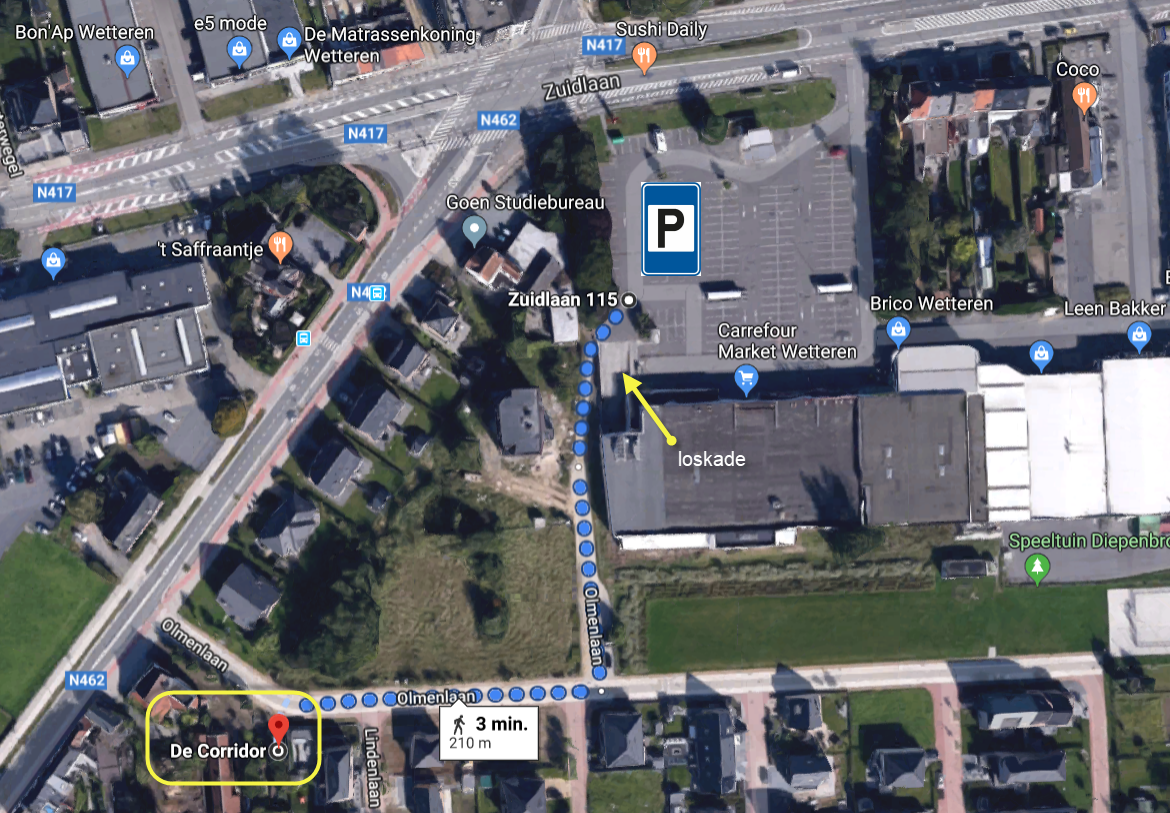 Bon'Ap Wetteren
e5 mode
De Matrassenkoning
Wetteren
Sushi Daily
N417
Zuidlaan
Coco
N462
N417
N417
Goen Studiebureau
't Saffraantje
N4
Zuidlaan 115
P
Brico Wetteren
Leen Bakker
Carrefour
Market Wetteren
loskade
Speeltuin Diepenbro
Olmenlaan
Olmenlaan
N462
Olmenlaan
3 min.
210 m
De Corridor
Lindenlaan